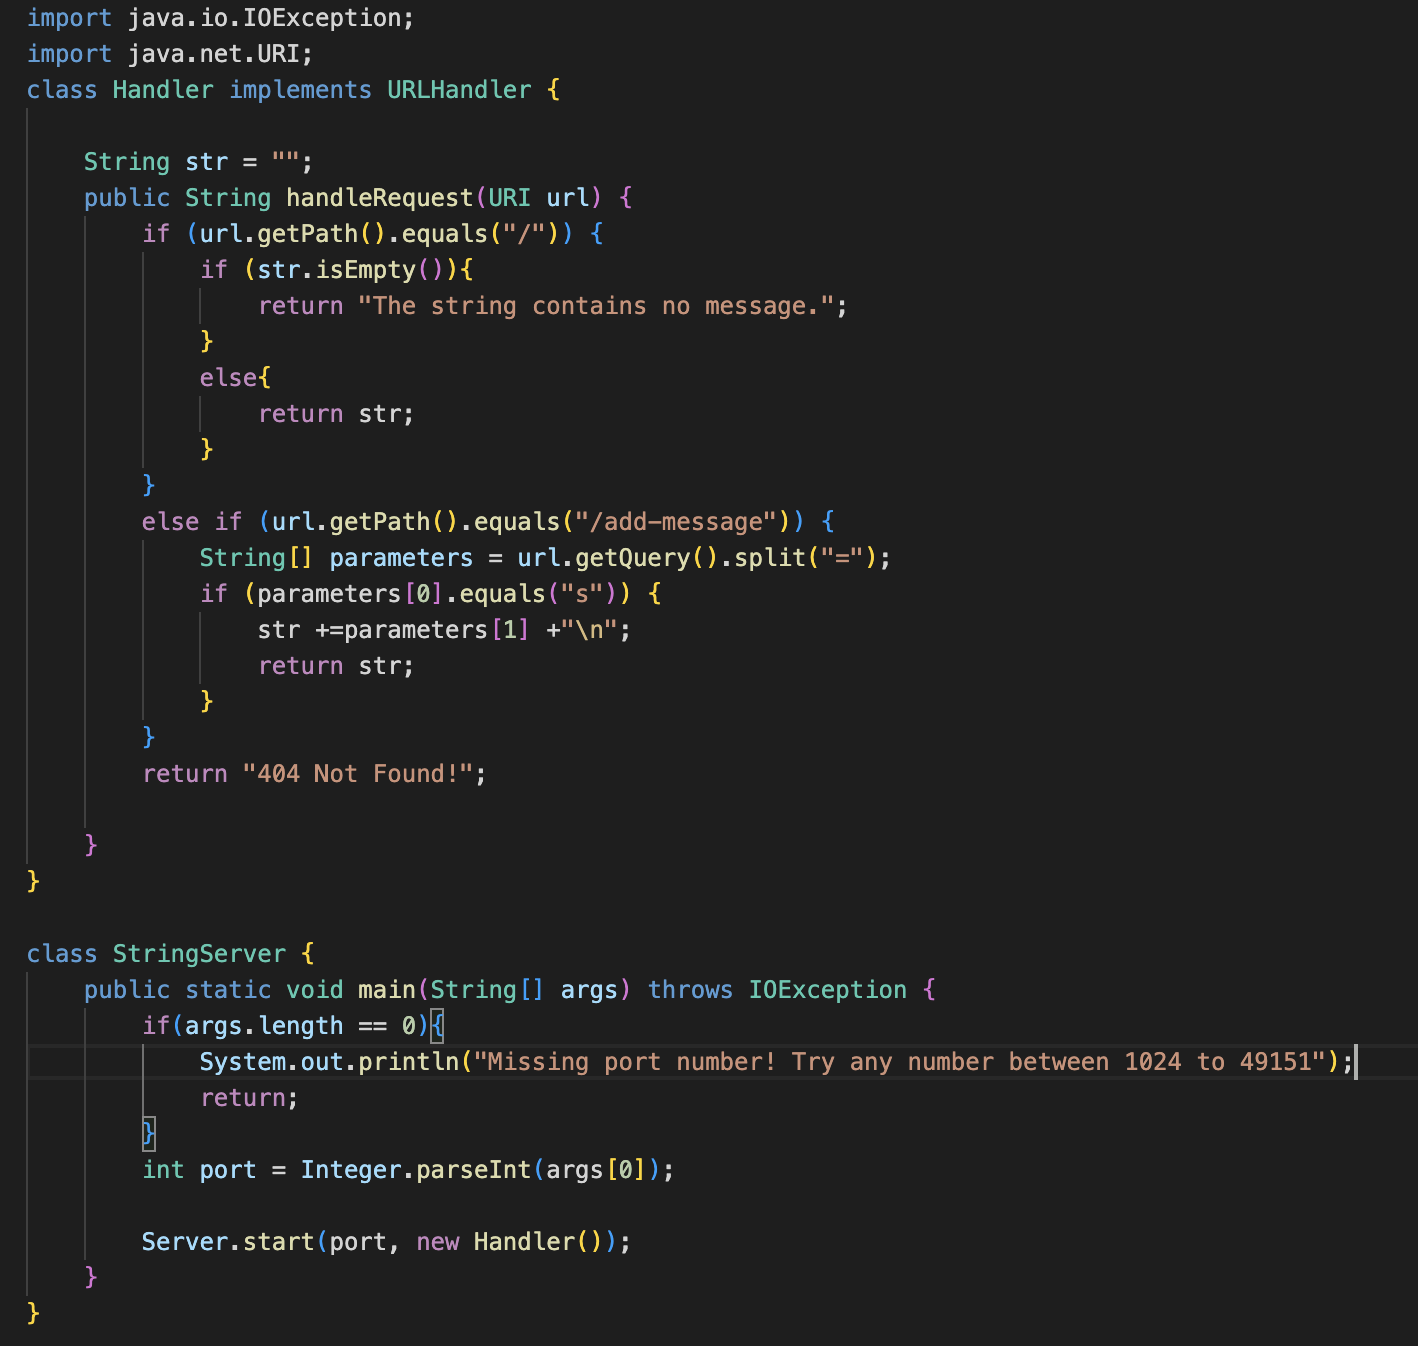 import java.io.IOException;
import java.net.URI;
class Handler implements URLHandler {
    String str = "";
    public String handleRequest(URI url) {
        if (url.getPath().equals("/")) {
            if (str.isEmpty()){
                return "The string contains no message.";
            }
            else{
                return str;
            }
        }
        else if (url.getPath().equals("/add-message")) {
            String[] parameters = url.getQuery().split("=");
            if (parameters[0].equals("s")) {
                str +=parameters[1] +"\n";
                return str;
            }
        }
        return "404 Not Found!";
    }
}
class StringServer {
    public static void main(String[] args) throws IOException {
        if(args.length == 0){
            System.out.println("Missing port number! Try any number between 1024 to 49151");
            return;
        }
        int port = Integer.parseInt(args[0]);
        Server.start(port, new Handler());
    }
}